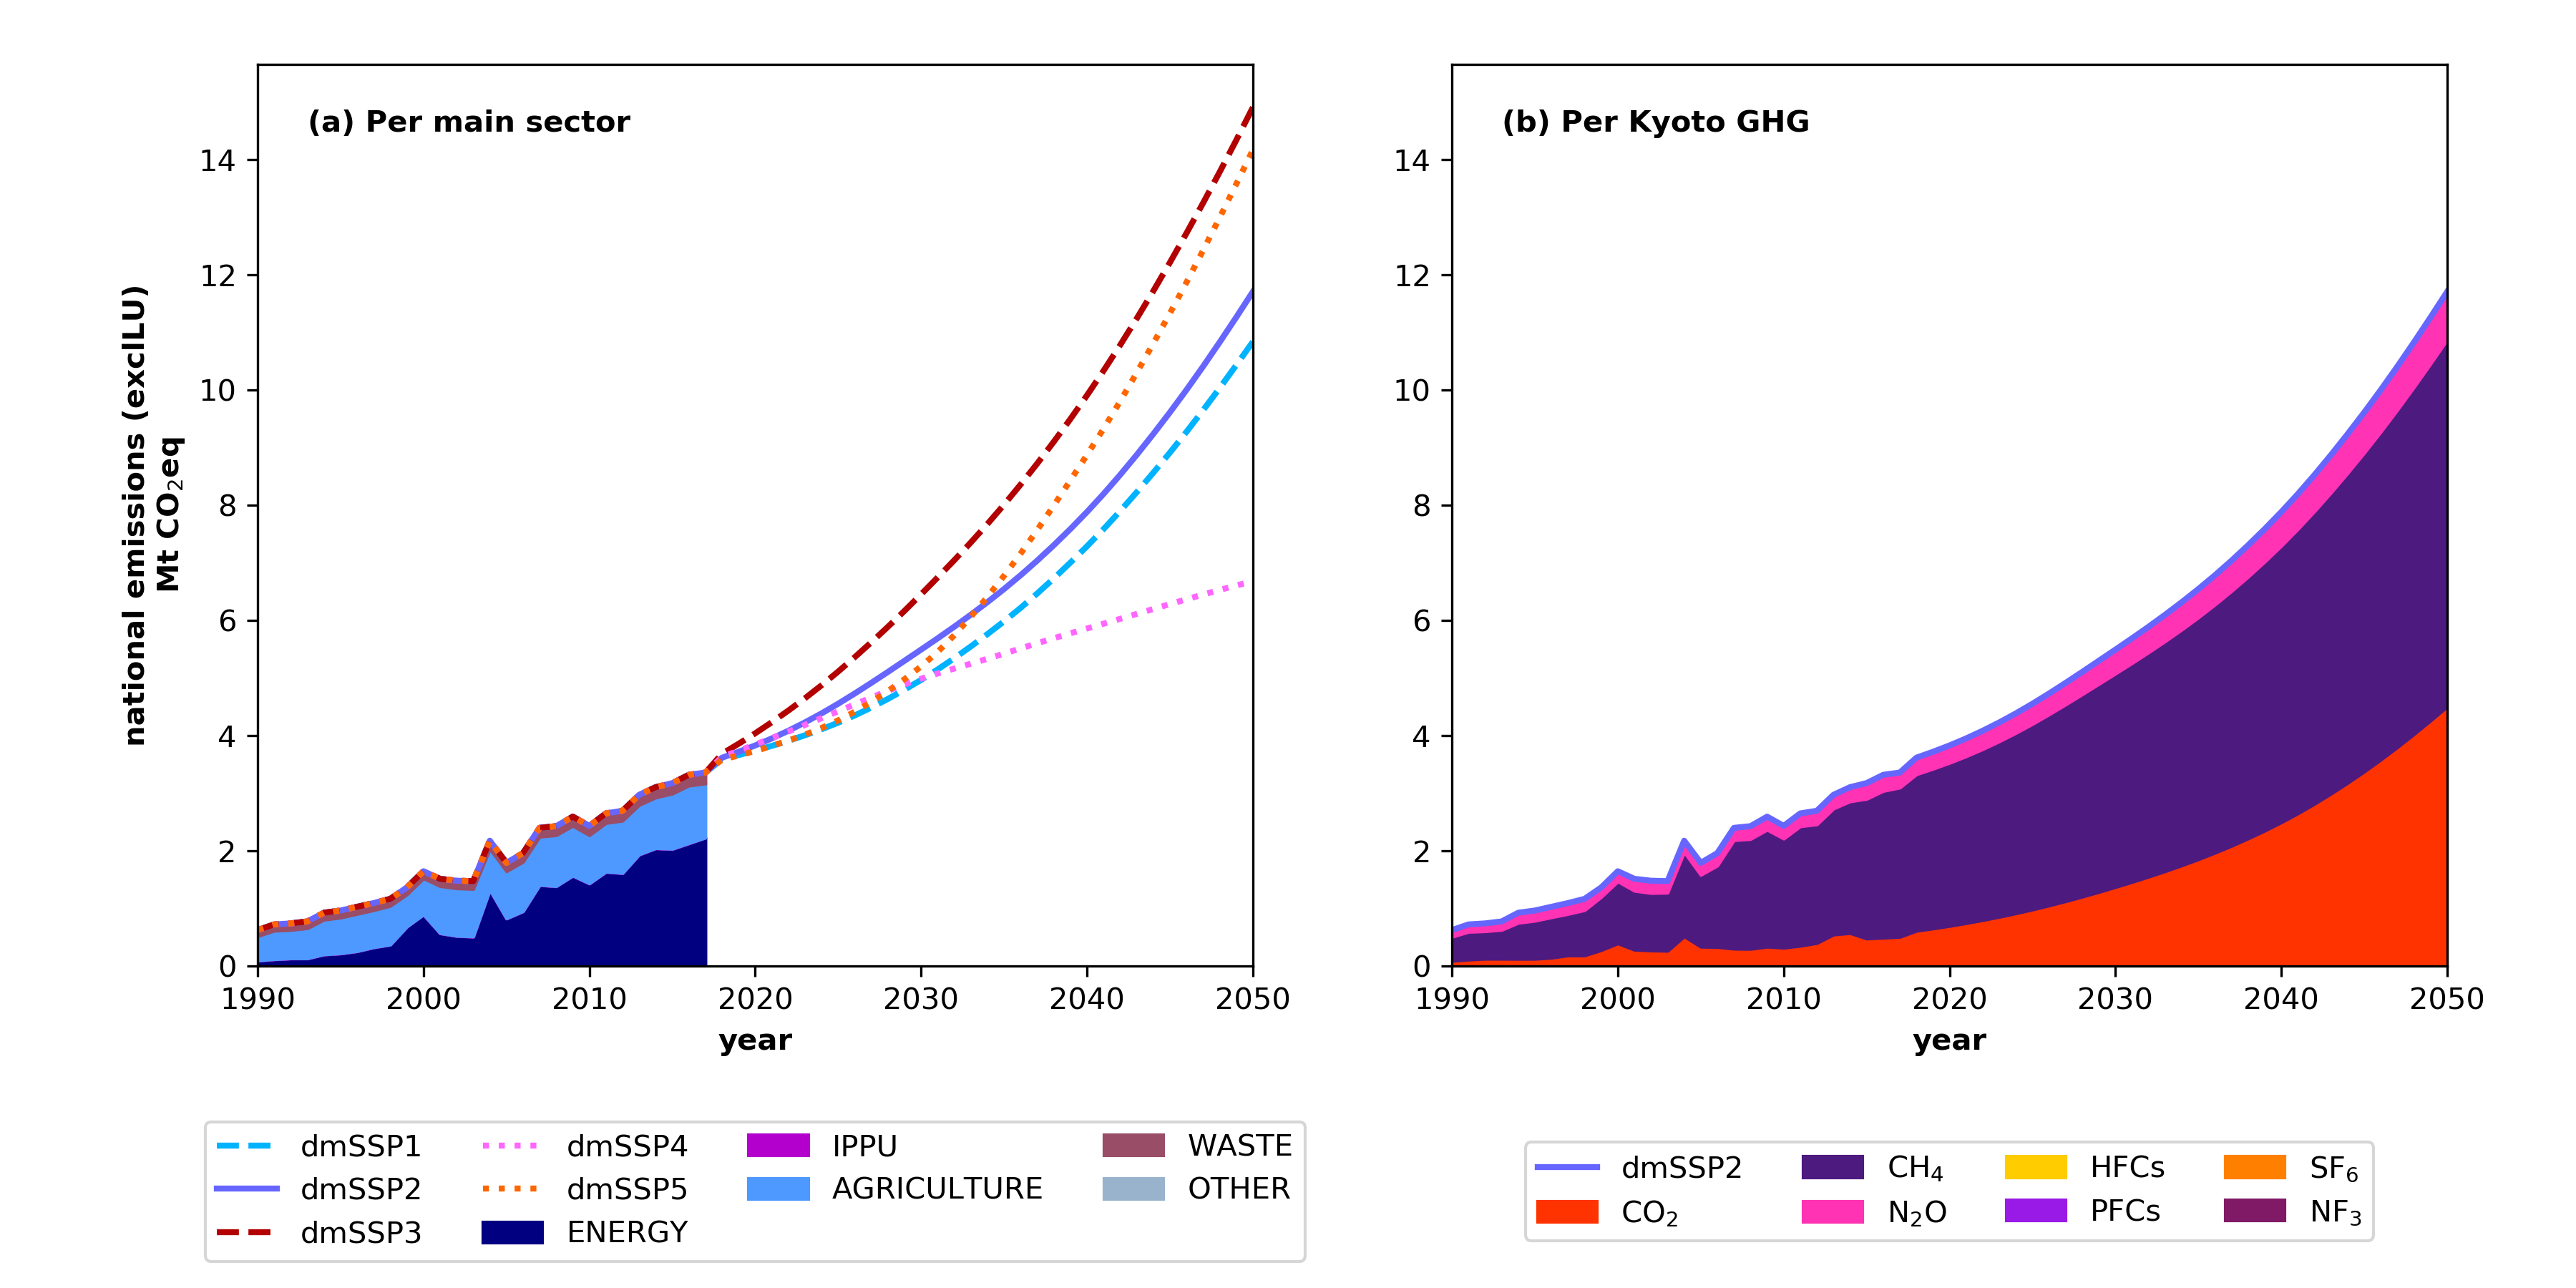 (a) Per main sector
national emissions (exclLU)
Mt CO₂eq
14
12
10
8
6
4
2
0
1990 2000 2010 2020 2030 2040 2050
year
dmSSP1 dmSSP4 IPPU WASTE
dmSSP2 dmSSP5 AGRICULTURE OTHER
dmSSP3 ENERGY
(b) Per Kyoto GHG
14
12
10
8
6
4
2
0
1990 2000 2010 2020 2030 2040 2050
year
dmSSP2 CH₄ HFCs SF₆
CO₂ N₂O PFCs NF₃